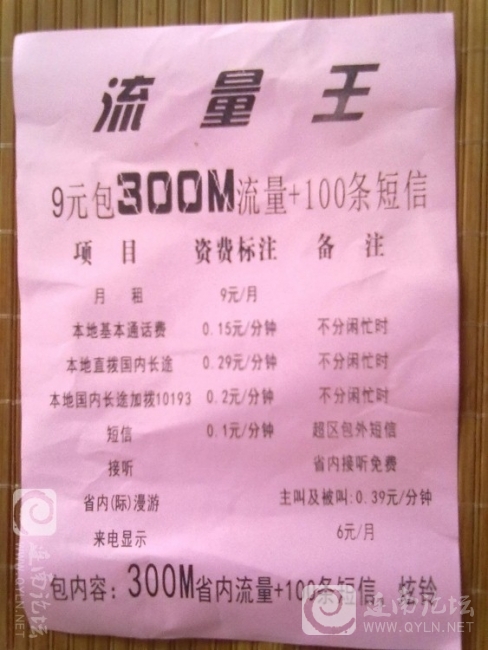 流量王
9元包300M流量+100条短信
项目 资费标注 备注
月租 9元/月
本地基本通话费 0.15元/分钟 不分闲忙时
本地直拨国内长途 0.29元/分钟 不分闲忙时
本地国内长途加拨10193 0.2元/分钟 不分闲忙时
短信 0.1元/分钟 超区包外短信
接听 省内接听免费
省内(际)漫游 主叫及被叫:0.39元/分钟
来电显示 6元/月
包内容:300M省内流量+100条短信、炫铃
WWW.QYLN.NET
WWW.QYLN.NET